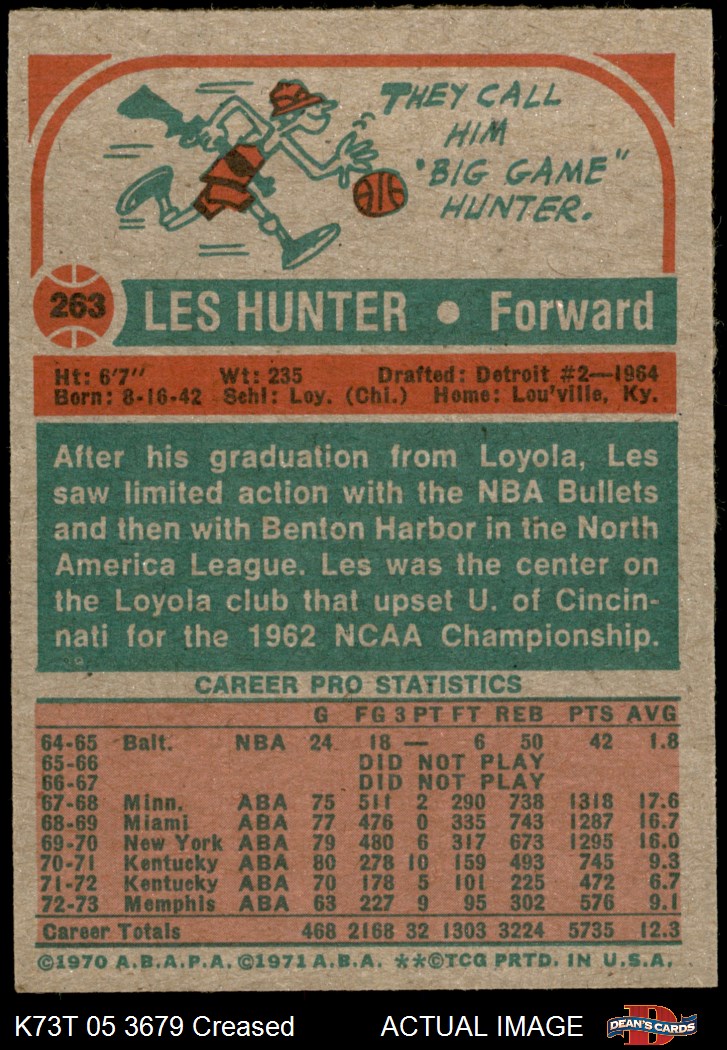 THEY CALL
HIM
"BIG GAME"
HUNTER.
263 LES HUNTER • Forward
Ht: 6'7" Wt: 235 Drafted: Detroit #2—1964
Born: 8-16-42 Schl: Loy. (Chi.) Home: Lou'ville, Ky.
After his graduation from Loyola, Les
saw limited action with the NBA Bullets
and then with Benton Harbor in the North
America League. Les was the center on
the Loyola club that upset U. of Cincin-
nati for the 1962 NCAA Championship.
CAREER PRO STATISTICS
G FG 3 PT FT REB PTS AVG
64-65 Balt. NBA 24 18 — 6 50 42 1.8
65-66 DID NOT PLAY
66-67 DID NOT PLAY
67-68 Minn. ABA 75 511 2 290 738 1318 17.6
68-69 Miami ABA 77 476 0 335 743 1287 16.7
69-70 New York ABA 79 480 6 317 673 1295 16.0
70-71 Kentucky ABA 80 278 10 159 493 745 9.3
71-72 Kentucky ABA 70 178 5 101 225 472 6.7
72-73 Memphis ABA 63 227 9 95 302 576 9.1
Career Totals 468 2168 32 1303 3224 5735 12.3
©1970 A.B.A.P.A. ©1971 A.B.A. **©TCG PRTD. IN U.S.A.
K73T 05 3679 Creased ACTUAL IMAGE DEAN'S CARDS